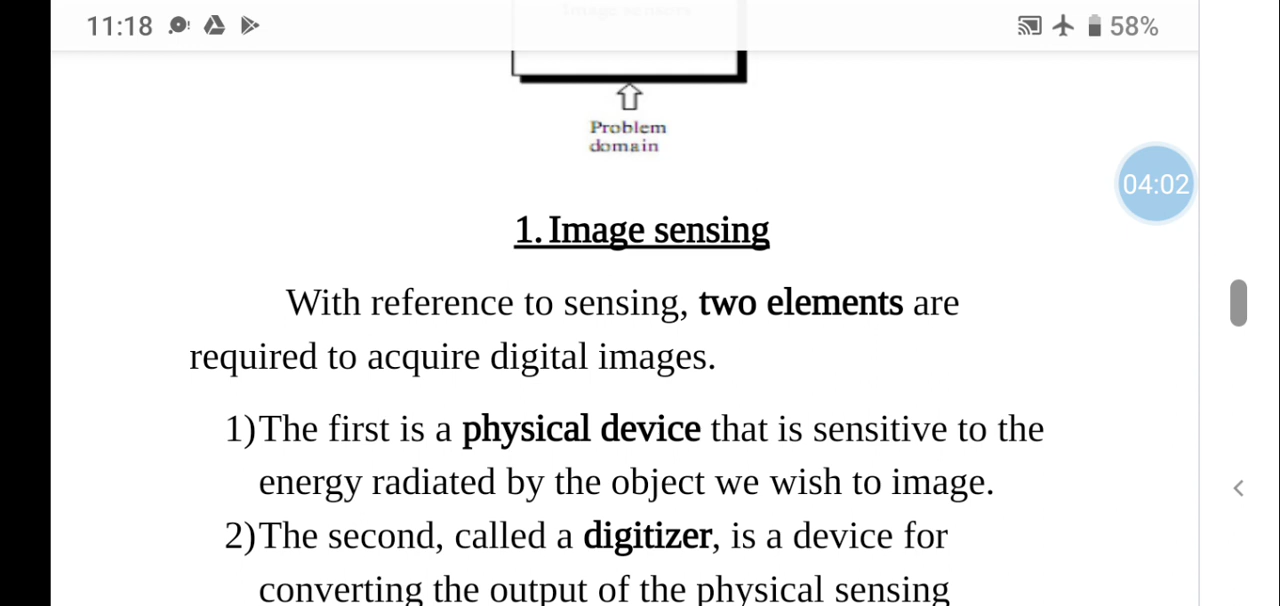 Image sensors
11:18
58%
Problem
domain
04:02
1. Image sensing
With reference to sensing, two elements are
required to acquire digital images.
1)The first is a physical device that is sensitive to the
energy radiated by the object we wish to image.
2)The second, called a digitizer, is a device for
converting the output of the physical sensing